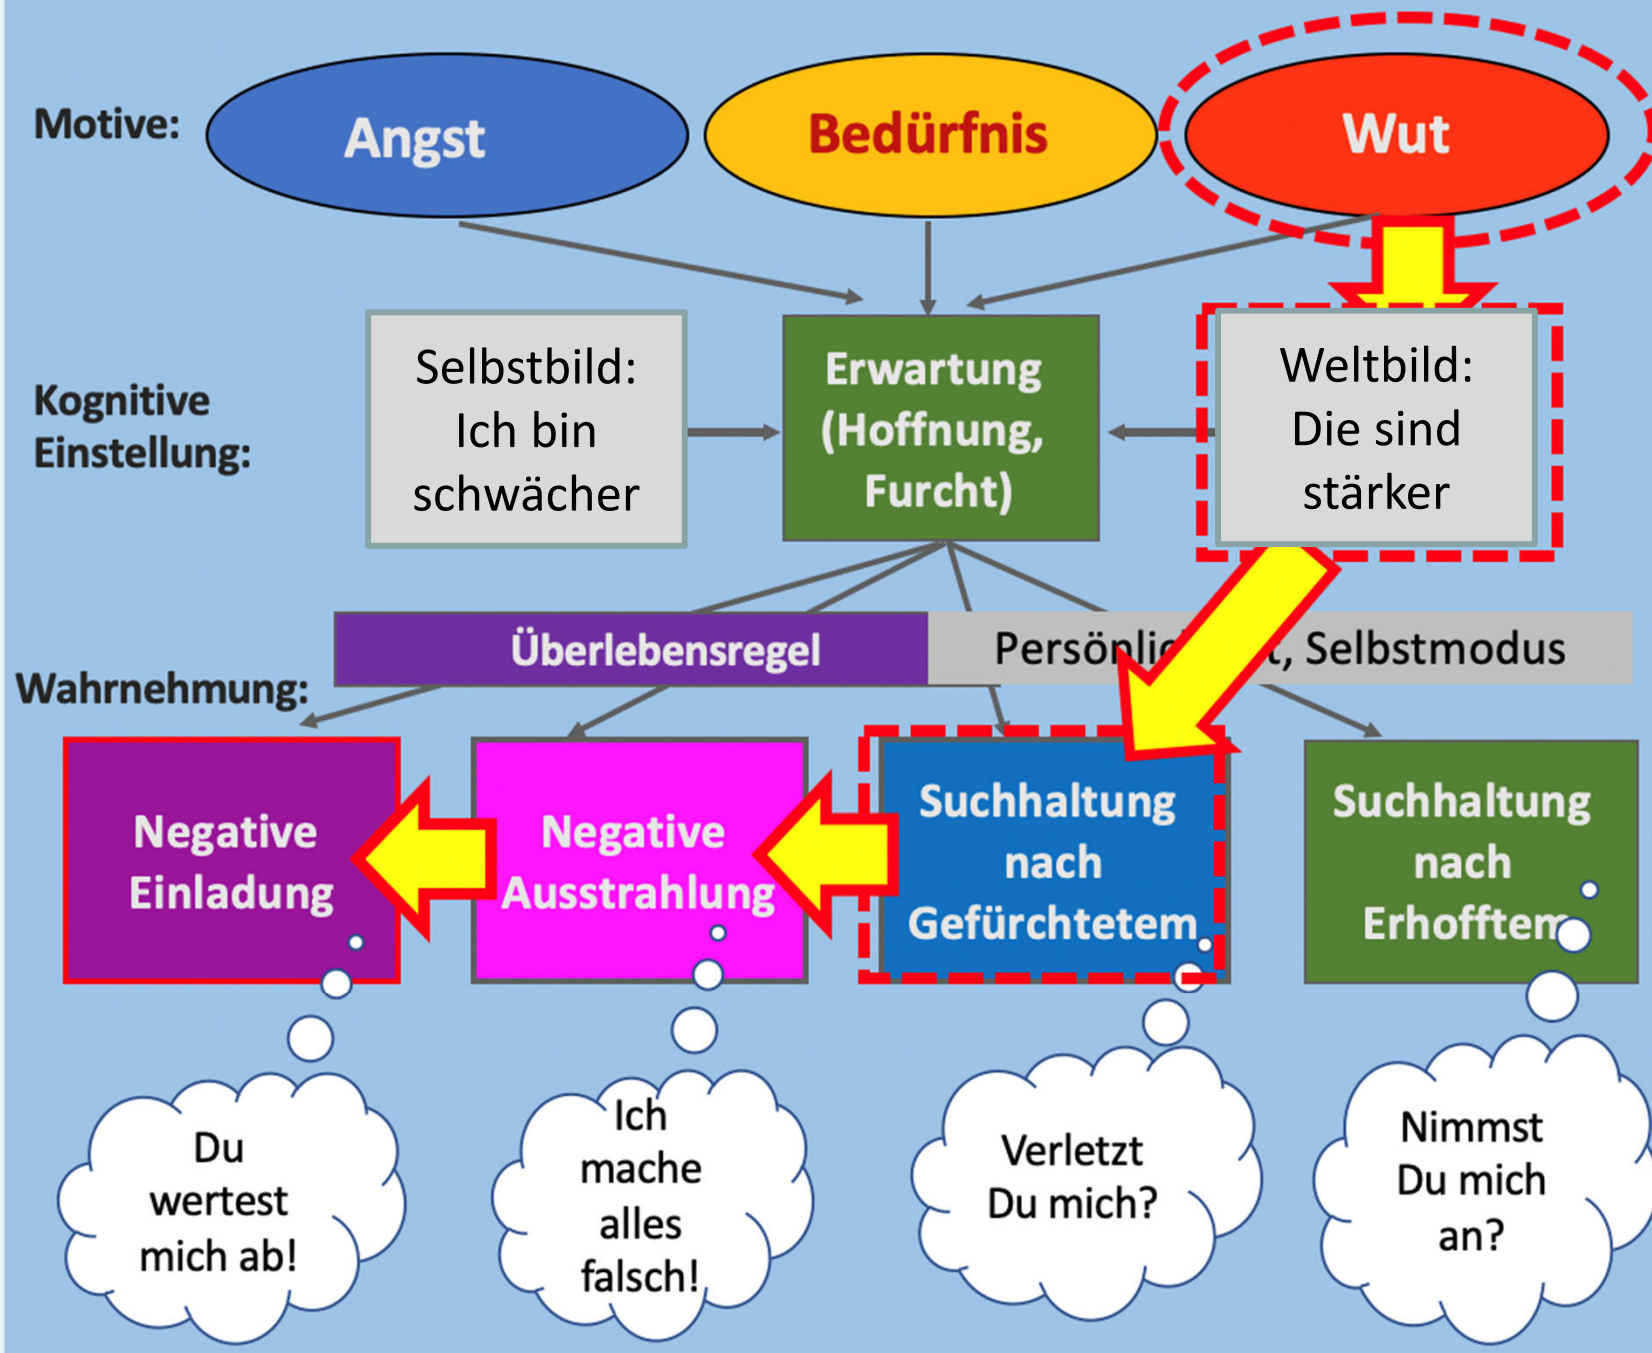 Motive:
Angst
Bedürfnis
Wut
Kognitive
Einstellung:
Selbstbild:
Ich bin
schwächer
Erwartung
(Hoffnung,
Furcht)
Weltbild:
Die sind
stärker
Überlebensregel
Selbstmodus
Wahrnehmung:
Negative
Einladung
Negative
Ausstrahlung
Suchhaltung
nach
Gefürchtetem
Suchhaltung
nach
Erhofftem
Du
wertest
mich ab!
Ich
mache
alles
falsch!
Verletzt
Du mich?
Nimmst
Du mich
an?